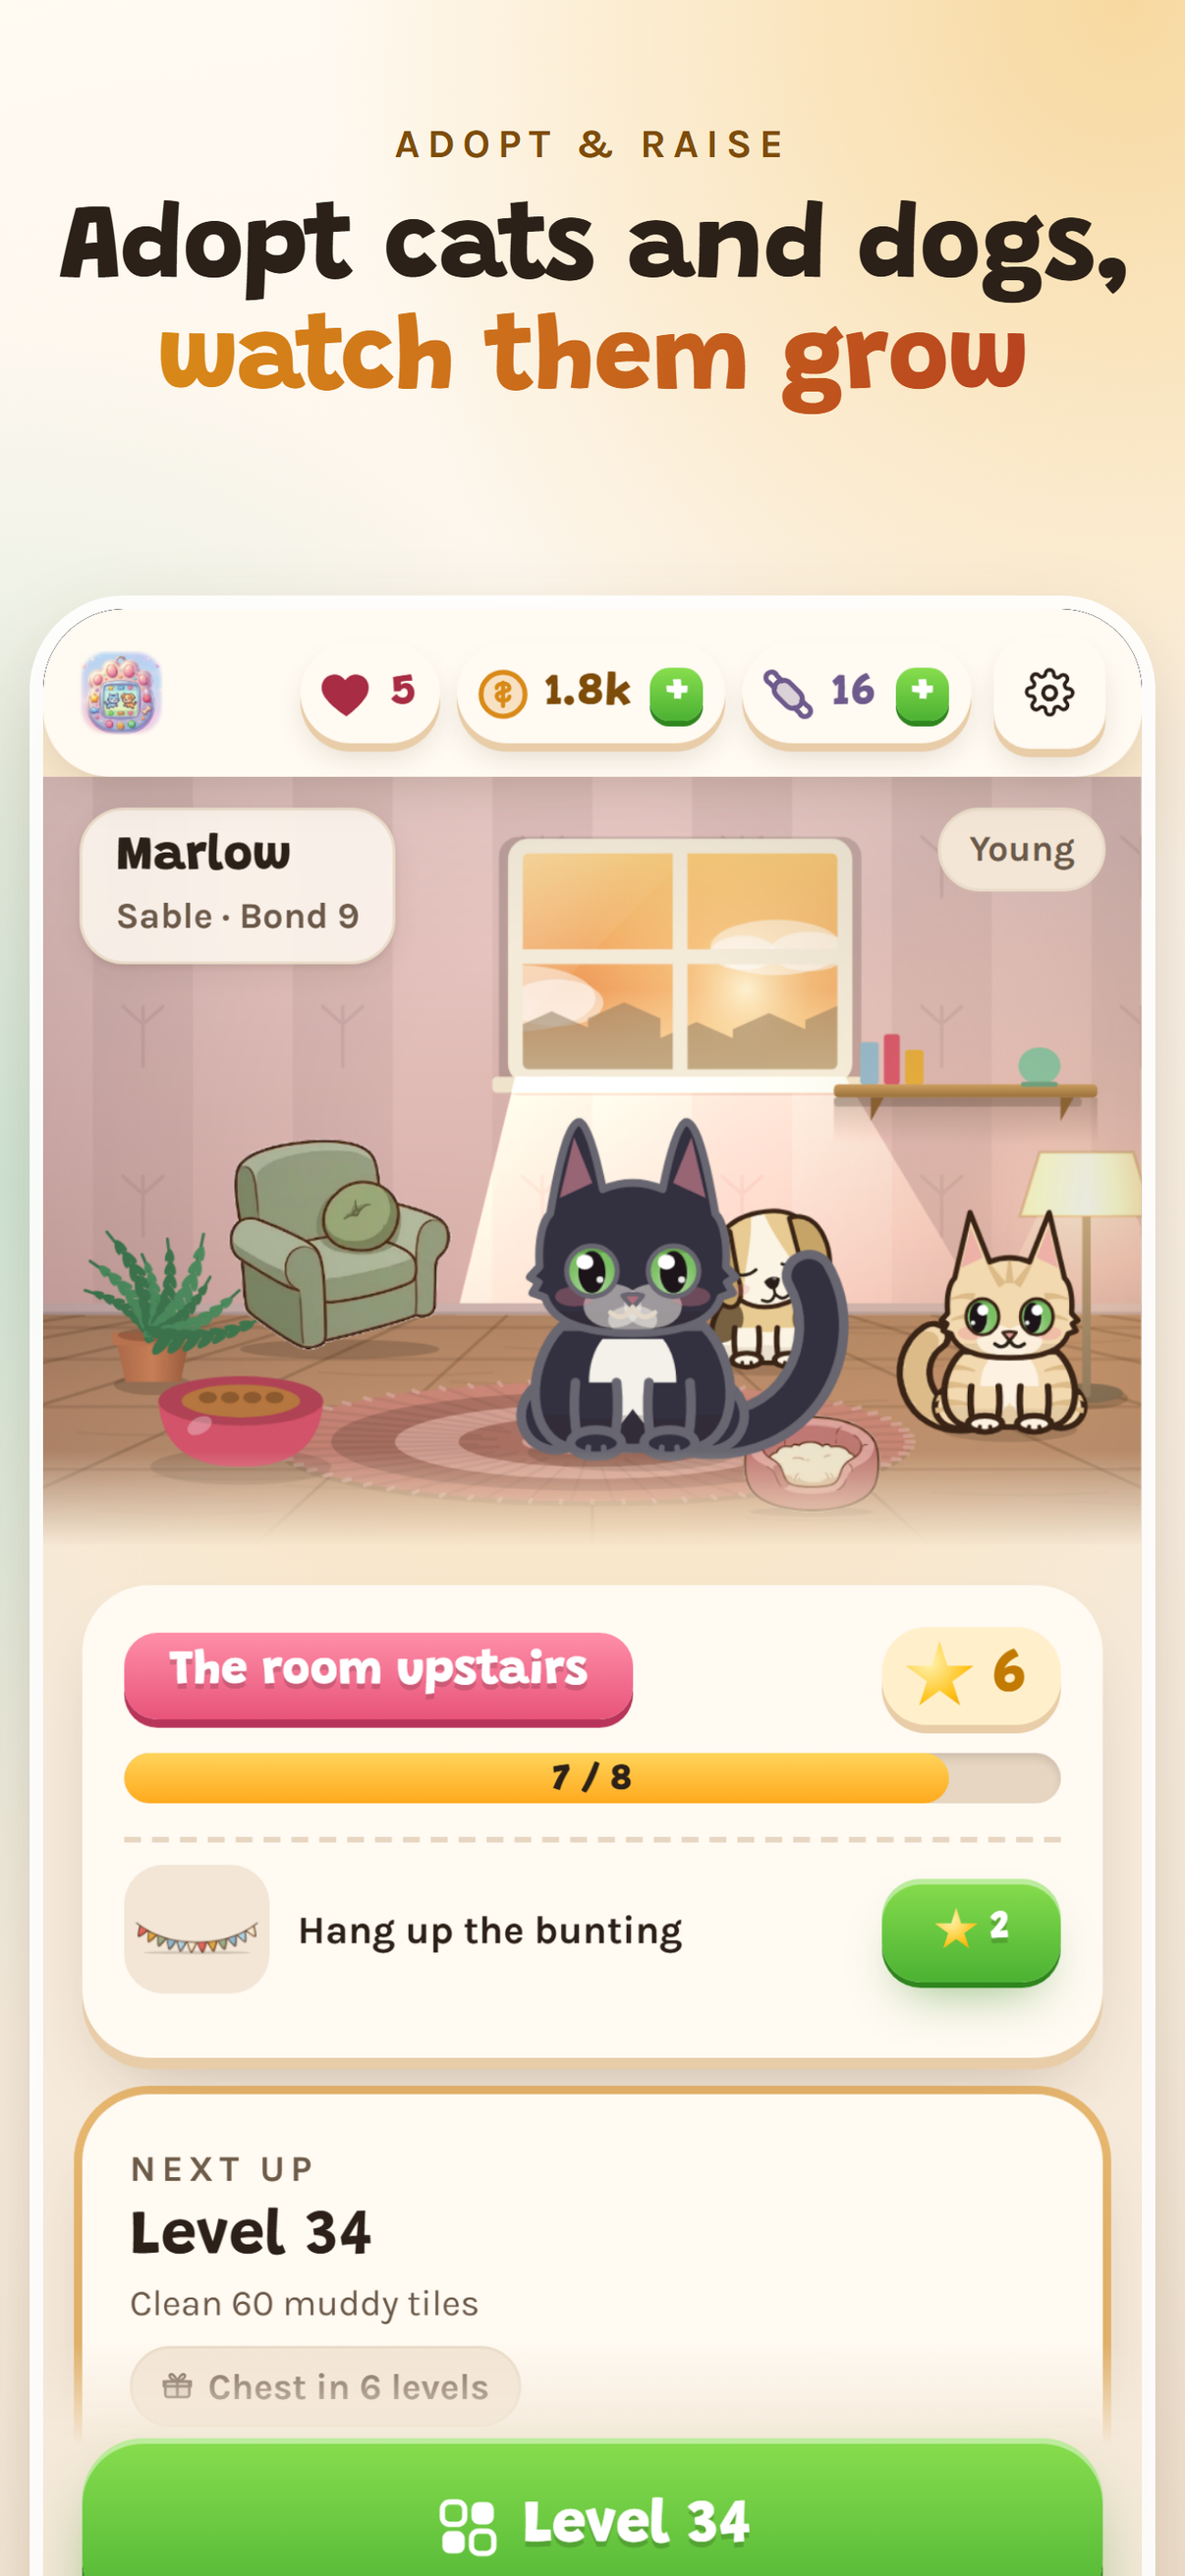 ADOPT & RAISE
Adopt cats and dogs,
watch them grow
5
1.8k
+
16
+
Marlow
Sable · Bond 9
Young
The room upstairs
6
7 / 8
Hang up the bunting
2
NEXT UP
Level 34
Clean 60 muddy tiles
Chest in 6 levels
Level 34